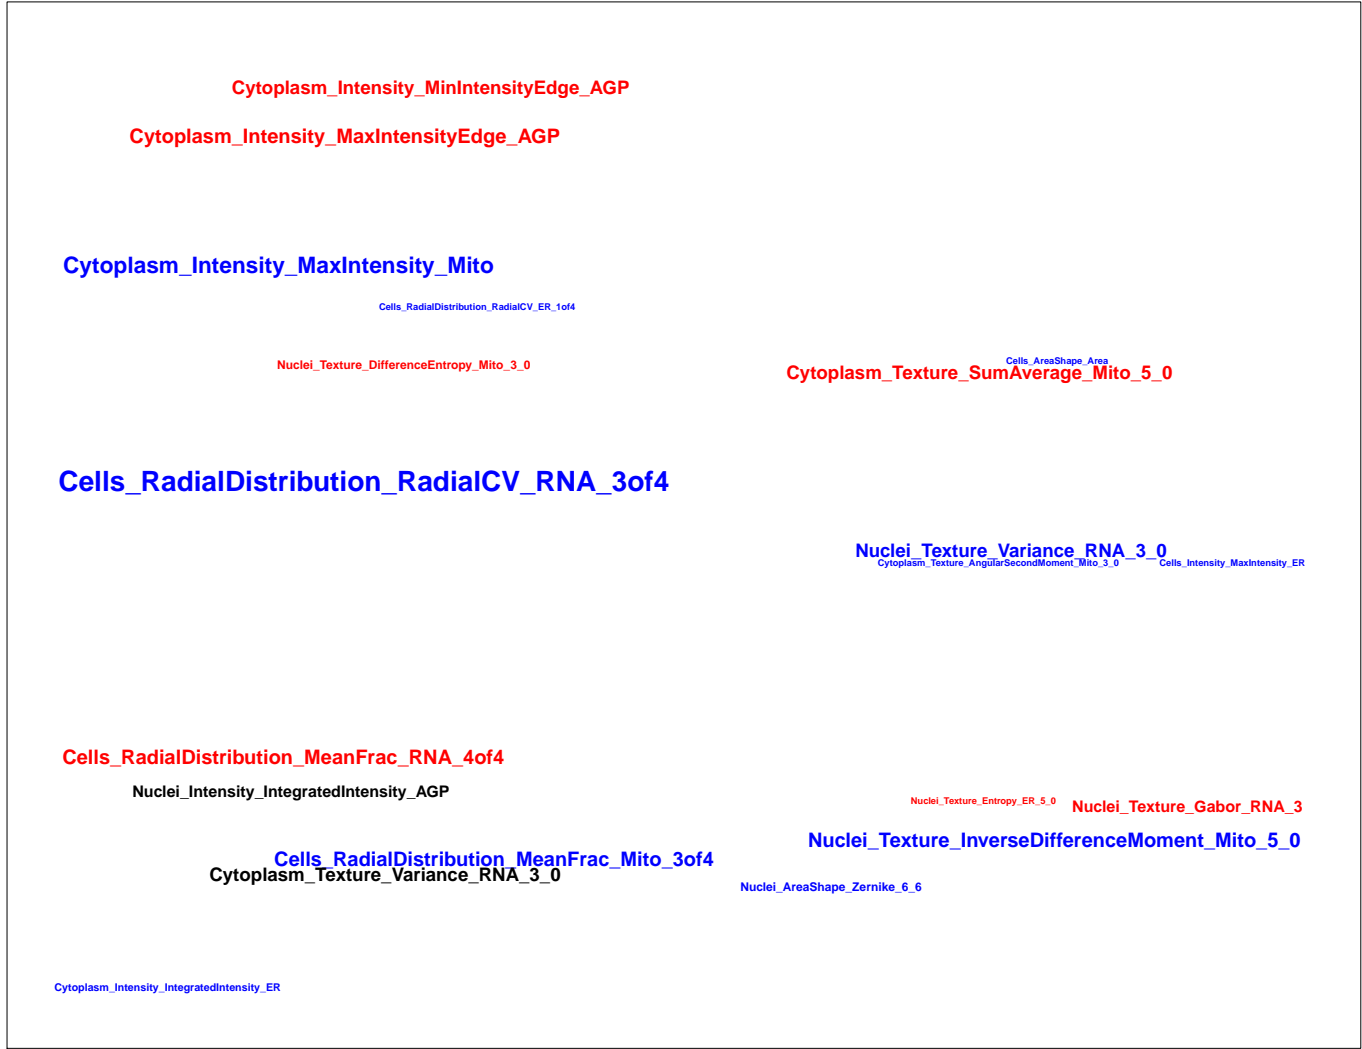 Cytoplasm_Intensity_MinIntensityEdge_AGP
Cytoplasm_Intensity_MaxIntensityEdge_AGP
Cytoplasm_Intensity_MaxIntensity_Mito
Cells_RadialDistribution_RadialCV_ER_1of4
Cells_AreaShape_Area
Nuclei_Texture_DifferenceEntropy_Mito_3_0
Cytoplasm_Texture_SumAverage_Mito_5_0
Cells_RadialDistribution_RadialCV_RNA_3of4
Nuclei_Texture_Variance_RNA_3_0
Cytoplasm_Texture_AngularSecondMoment_Mito_3_0
Cells_Intensity_MaxIntensity_ER
Cells_RadialDistribution_MeanFrac_RNA_4of4
Nuclei_Intensity_IntegratedIntensity_AGP
Nuclei_Texture_Entropy_ER_5_0
Nuclei_Texture_Gabor_RNA_3
Nuclei_Texture_InverseDifferenceMoment_Mito_5_0
Cells_RadialDistribution_MeanFrac_Mito_3of4
Cytoplasm_Texture_Variance_RNA_3_0
Nuclei_AreaShape_Zernike_6_6
Cytoplasm_Intensity_IntegratedIntensity_ER